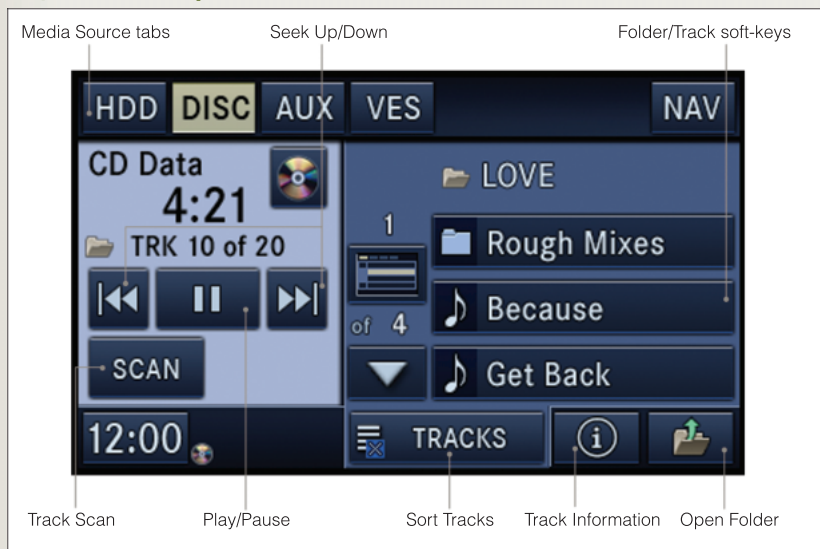 Media Source tabs
Seek Up/Down
Folder/Track soft-keys
HDD DISC AUX VES NAV
CD Data
4:21
TRK 10 of 20
SCAN
12:00
LOVE
1
of 4
Rough Mixes
Because
Get Back
TRACKS
i
Track Scan
Play/Pause
Sort Tracks
Track Information
Open Folder